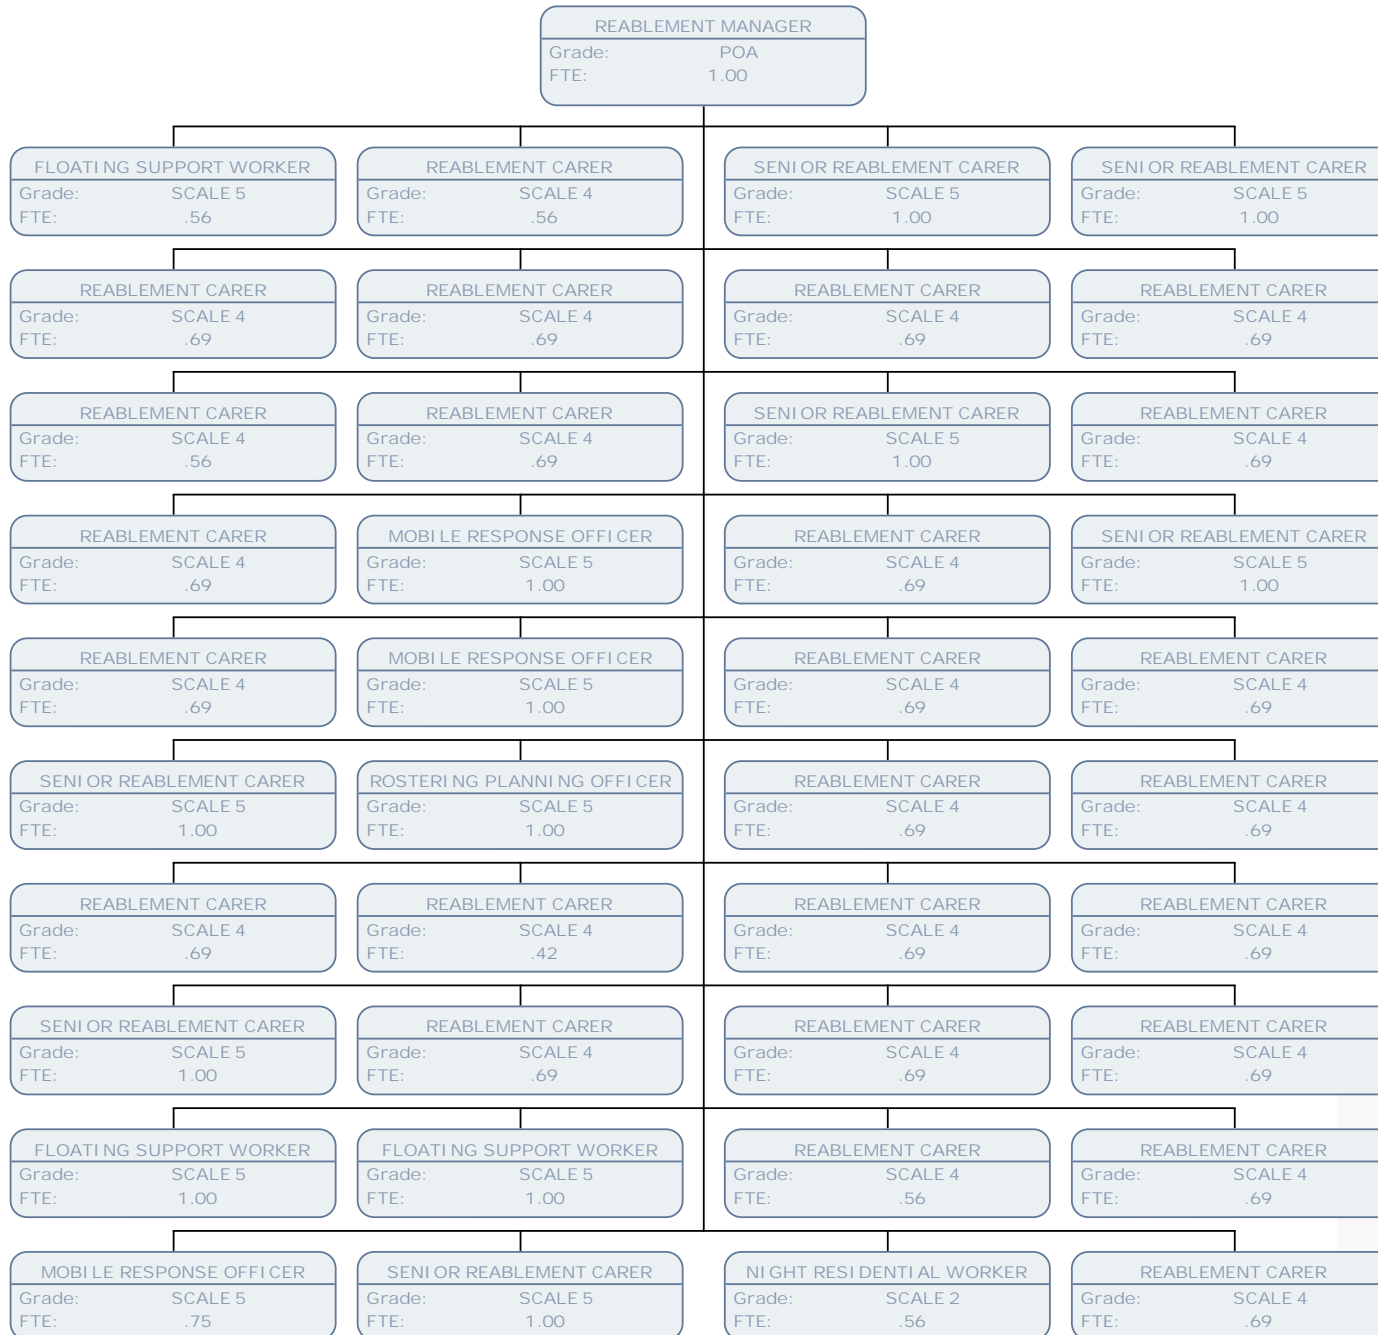 REABLEMENT MANAGER
Grade: POA
FTE: 1.00
FLOATING SUPPORT WORKER
Grade: SCALE 5
FTE: .56
REABLEMENT CARER
Grade: SCALE 4
FTE: .56
SENIOR REABLEMENT CARER
Grade: SCALE 5
FTE: 1.00
SENIOR REABLEMENT CARER
Grade: SCALE 5
FTE: 1.00
REABLEMENT CARER
Grade: SCALE 4
FTE: .69
REABLEMENT CARER
Grade: SCALE 4
FTE: .69
REABLEMENT CARER
Grade: SCALE 4
FTE: .69
REABLEMENT CARER
Grade: SCALE 4
FTE: .69
REABLEMENT CARER
Grade: SCALE 4
FTE: .56
REABLEMENT CARER
Grade: SCALE 4
FTE: .69
SENIOR REABLEMENT CARER
Grade: SCALE 5
FTE: 1.00
REABLEMENT CARER
Grade: SCALE 4
FTE: .69
REABLEMENT CARER
Grade: SCALE 4
FTE: .69
MOBILE RESPONSE OFFICER
Grade: SCALE 5
FTE: 1.00
REABLEMENT CARER
Grade: SCALE 4
FTE: .69
SENIOR REABLEMENT CARER
Grade: SCALE 5
FTE: 1.00
REABLEMENT CARER
Grade: SCALE 4
FTE: .69
MOBILE RESPONSE OFFICER
Grade: SCALE 5
FTE: 1.00
REABLEMENT CARER
Grade: SCALE 4
FTE: .69
REABLEMENT CARER
Grade: SCALE 4
FTE: .69
SENIOR REABLEMENT CARER
Grade: SCALE 5
FTE: 1.00
ROSTERING PLANNING OFFICER
Grade: SCALE 5
FTE: 1.00
REABLEMENT CARER
Grade: SCALE 4
FTE: .69
REABLEMENT CARER
Grade: SCALE 4
FTE: .69
REABLEMENT CARER
Grade: SCALE 4
FTE: .69
REABLEMENT CARER
Grade: SCALE 4
FTE: .42
REABLEMENT CARER
Grade: SCALE 4
FTE: .69
REABLEMENT CARER
Grade: SCALE 4
FTE: .69
SENIOR REABLEMENT CARER
Grade: SCALE 5
FTE: 1.00
REABLEMENT CARER
Grade: SCALE 4
FTE: .69
REABLEMENT CARER
Grade: SCALE 4
FTE: .69
REABLEMENT CARER
Grade: SCALE 4
FTE: .69
FLOATING SUPPORT WORKER
Grade: SCALE 5
FTE: 1.00
FLOATING SUPPORT WORKER
Grade: SCALE 5
FTE: 1.00
REABLEMENT CARER
Grade: SCALE 4
FTE: .56
REABLEMENT CARER
Grade: SCALE 4
FTE: .69
MOBILE RESPONSE OFFICER
Grade: SCALE 5
FTE: .75
SENIOR REABLEMENT CARER
Grade: SCALE 5
FTE: 1.00
NIGHT RESIDENTIAL WORKER
Grade: SCALE 2
FTE: .56
REABLEMENT CARER
Grade: SCALE 4
FTE: .69